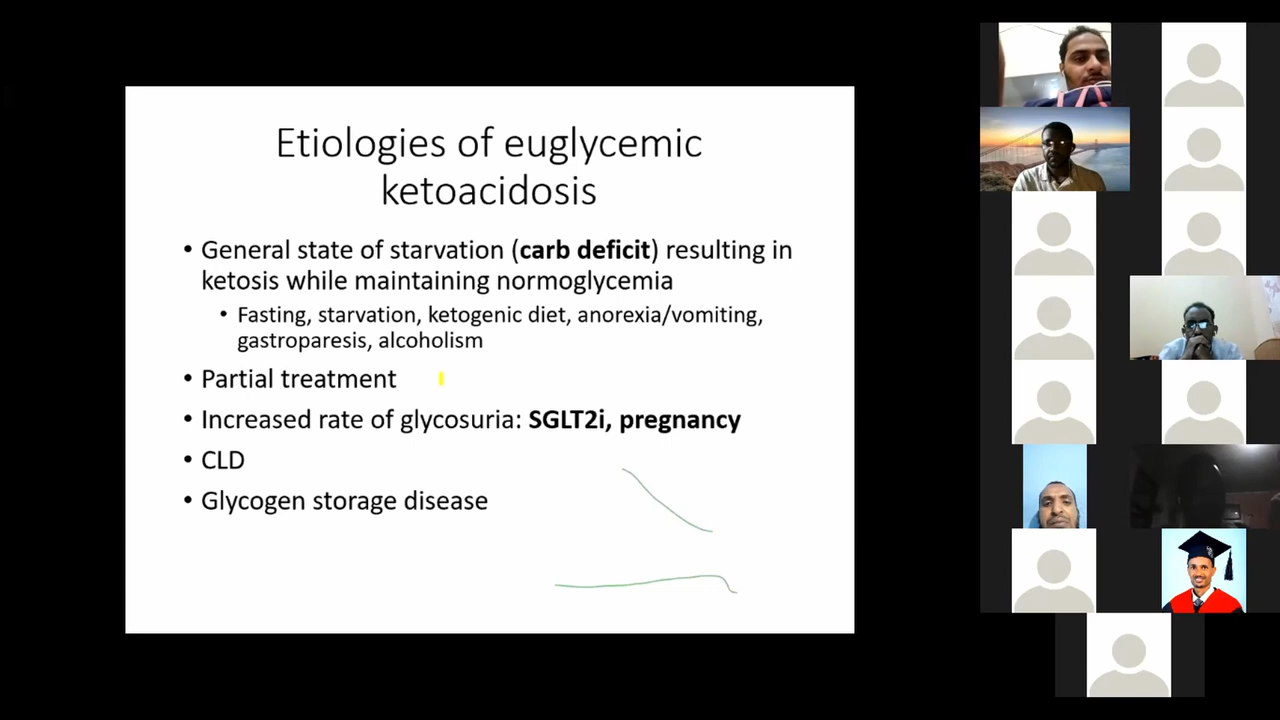 Etiologies of euglycemic
ketoacidosis
• General state of starvation (carb deficit) resulting in
ketosis while maintaining normoglycemia
• Fasting, starvation, ketogenic diet, anorexia/vomiting,
gastroparesis, alcoholism
• Partial treatment
• Increased rate of glycosuria: SGLT2i, pregnancy
• CLD
• Glycogen storage disease